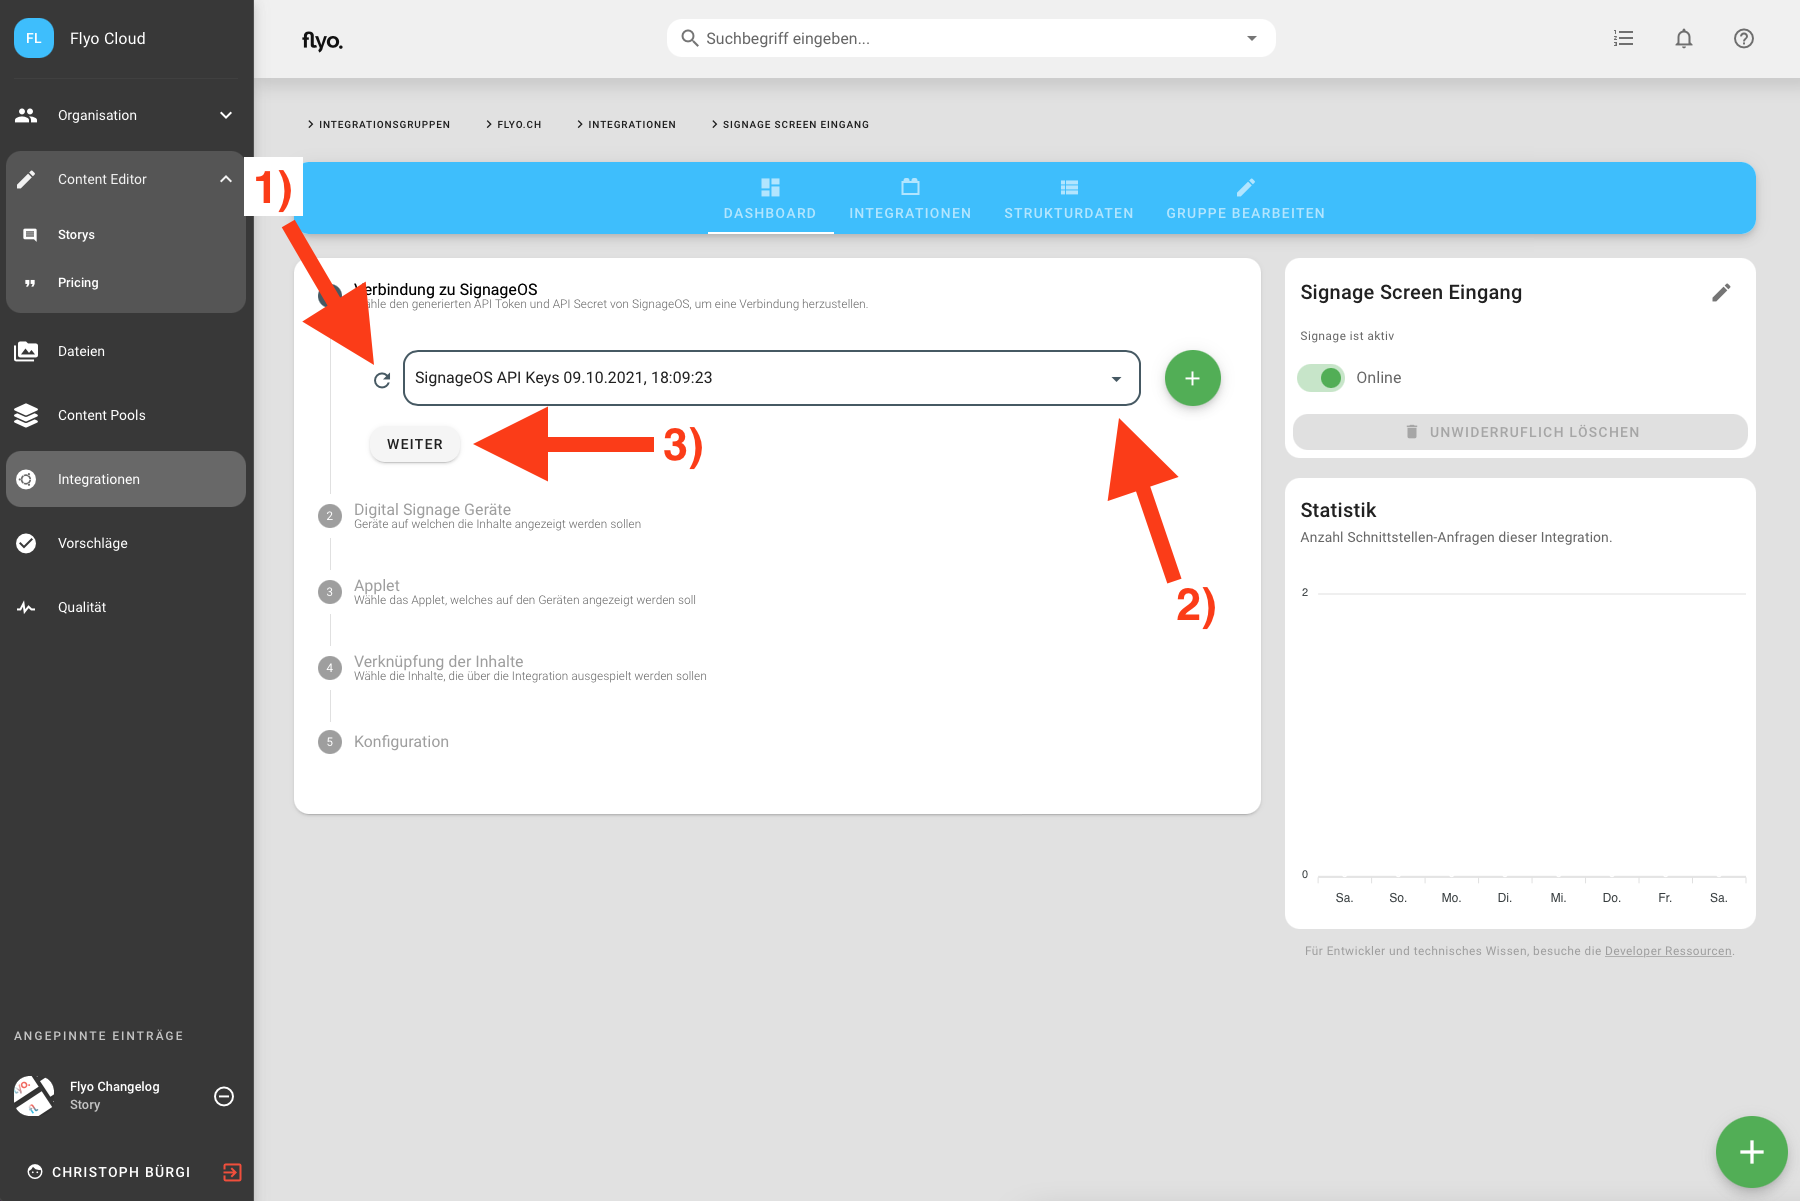 FL
Flyo Cloud
Organisation
Content Editor
Storys
Pricing
Dateien
Content Pools
Integrationen
Vorschläge
Qualität
ANGEPINNTE EINTRÄGE
Flyo Changelog
Story
CHRISTOPH BÜRGI
flyo.
Suchbegriff eingeben...
INTEGRATIONSGRUPPEN
FLYO.CH
INTEGRATIONEN
SIGNAGE SCREEN EINGANG
DASHBOARD
INTEGRATIONEN
STRUKTURDATEN
GRUPPE BEARBEITEN
1)
Verbindung zu SignageOS
Wähle den generierten API Token und API Secret von SignageOS, um eine Verbindung herzustellen.
SignageOS API Keys 09.10.2021, 18:09:23
WEITER
3)
2)
2
Digital Signage Geräte
Geräte auf welchen die Inhalte angezeigt werden sollen
3
Applet
Wähle das Applet, welches auf den Geräten angezeigt werden soll
4
Verknüpfung der Inhalte
Wähle die Inhalte, die über die Integration ausgespielt werden sollen
5
Konfiguration
Signage Screen Eingang
Signage ist aktiv
Online
UNWIDERRUFLICH LÖSCHEN
Statistik
Anzahl Schnittstellen-Anfragen dieser Integration.
2
0
Sa. So. Mo. Di. Mi. Do. Fr. Sa.
Für Entwickler und technisches Wissen, besuche die Developer Ressourcen.